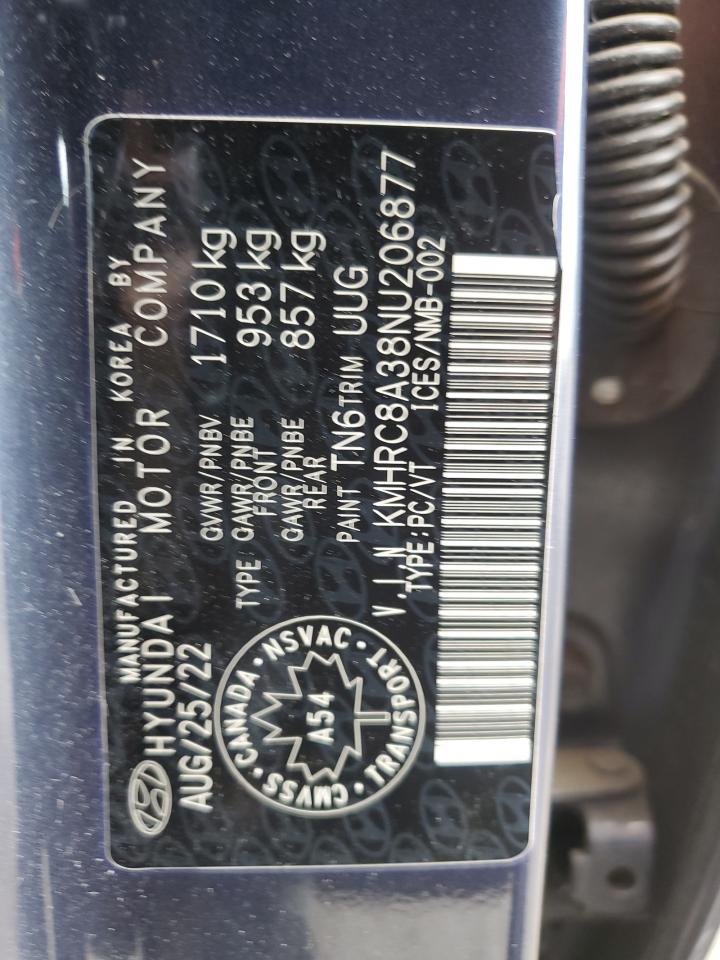 MANUFACTURED IN KOREA BY
HYUNDAI MOTOR COMPANY
AUG/25/22
GVWR/PNBV 1710 kg
TYPE: GAWR/PNBE FRONT 953 kg
GAWR/PNBE REAR 857 kg
PAINT TN6 TRIM UUG
V.I.N KMHRC8A38NU206877
TYPE:PC/VT ICES/NMB-002
CANADA · NSVAC · TRANSPORT · CMVSS ·
A54